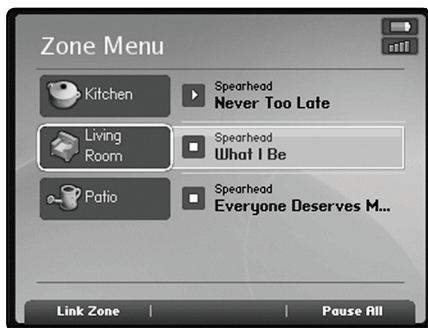 Zone Menu
Kitchen
Spearhead
Never Too Late
Living
Room
Spearhead
What I Be
Patio
Spearhead
Everyone Deserves M...
Link Zone
Pause All